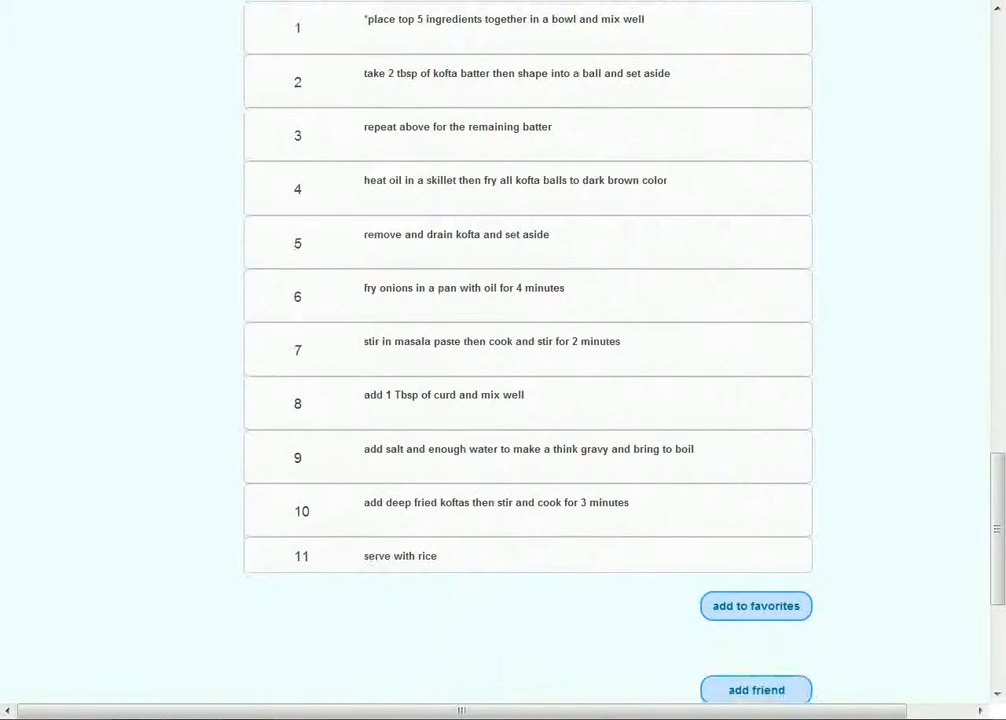 1
*place top 5 ingredients together in a bowl and mix well
2
take 2 tbsp of kofta batter then shape into a ball and set aside
3
repeat above for the remaining batter
4
heat oil in a skillet then fry all kofta balls to dark brown color
5
remove and drain kofta and set aside
6
fry onions in a pan with oil for 4 minutes
7
stir in masala paste then cook and stir for 2 minutes
8
add 1 Tbsp of curd and mix well
9
add salt and enough water to make a think gravy and bring to boil
10
add deep fried koftas then stir and cook for 3 minutes
11
serve with rice
add to favorites
add friend